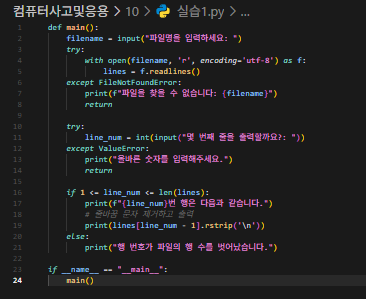 컴퓨터사고및응용 > 10 > 실습1.py > ...
1 def main():
2 filename = input("파일명을 입력하세요: ")
3 try:
4 with open(filename, 'r', encoding='utf-8') as f:
5 lines = f.readlines()
6 except FileNotFoundError:
7 print(f"파일을 찾을 수 없습니다: {filename}")
8 return
9
10 try:
11 line_num = int(input("몇 번째 줄을 출력할까요?: "))
12 except ValueError:
13 print("올바른 숫자를 입력해주세요.")
14 return
15
16 if 1 <= line_num <= len(lines):
17 print(f"{line_num}번 행은 다음과 같습니다.")
18 # 줄바꿈 문자 제거하고 출력
19 print(lines[line_num - 1].rstrip('\n'))
20 else:
21 print("행 번호가 파일의 행 수를 벗어났습니다.")
22
23 if __name__ == "__main__":
24 main()